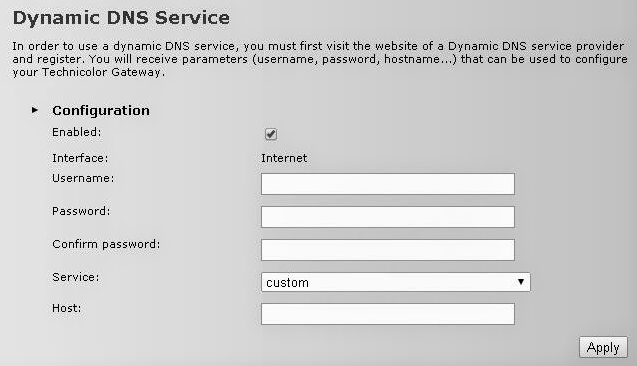 Dynamic DNS Service
In order to use a dynamic DNS service, you must first visit the website of a Dynamic DNS service provider
and register. You will receive parameters (username, password, hostname...) that can be used to configure
your Technicolor Gateway.
Configuration
Enabled:
Interface: Internet
Username:
Password:
Confirm password:
Service: custom
Host:
Apply